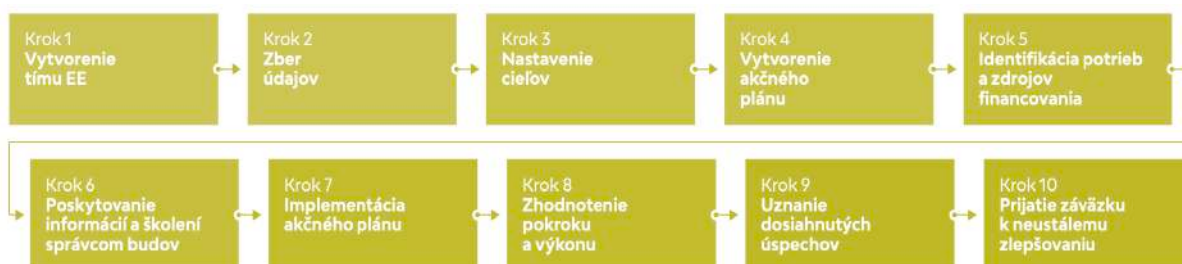 Krok 1
Vytvorenie
tímu EE
Krok 2
Zber
údajov
Krok 3
Nastavenie
cieľov
Krok 4
Vytvorenie
akčného
plánu
Krok 5
Identifikácia potrieb
a zdrojov
financovania
Krok 6
Poskytovanie
informácií a školení
správcom budov
Krok 7
Implementácia
akčného plánu
Krok 8
Zhodnotenie
pokroku
a výkonu
Krok 9
Uznanie
dosiahnutých
úspechov
Krok 10
Prijatie záväzku
k neustálemu
zlepšovaniu